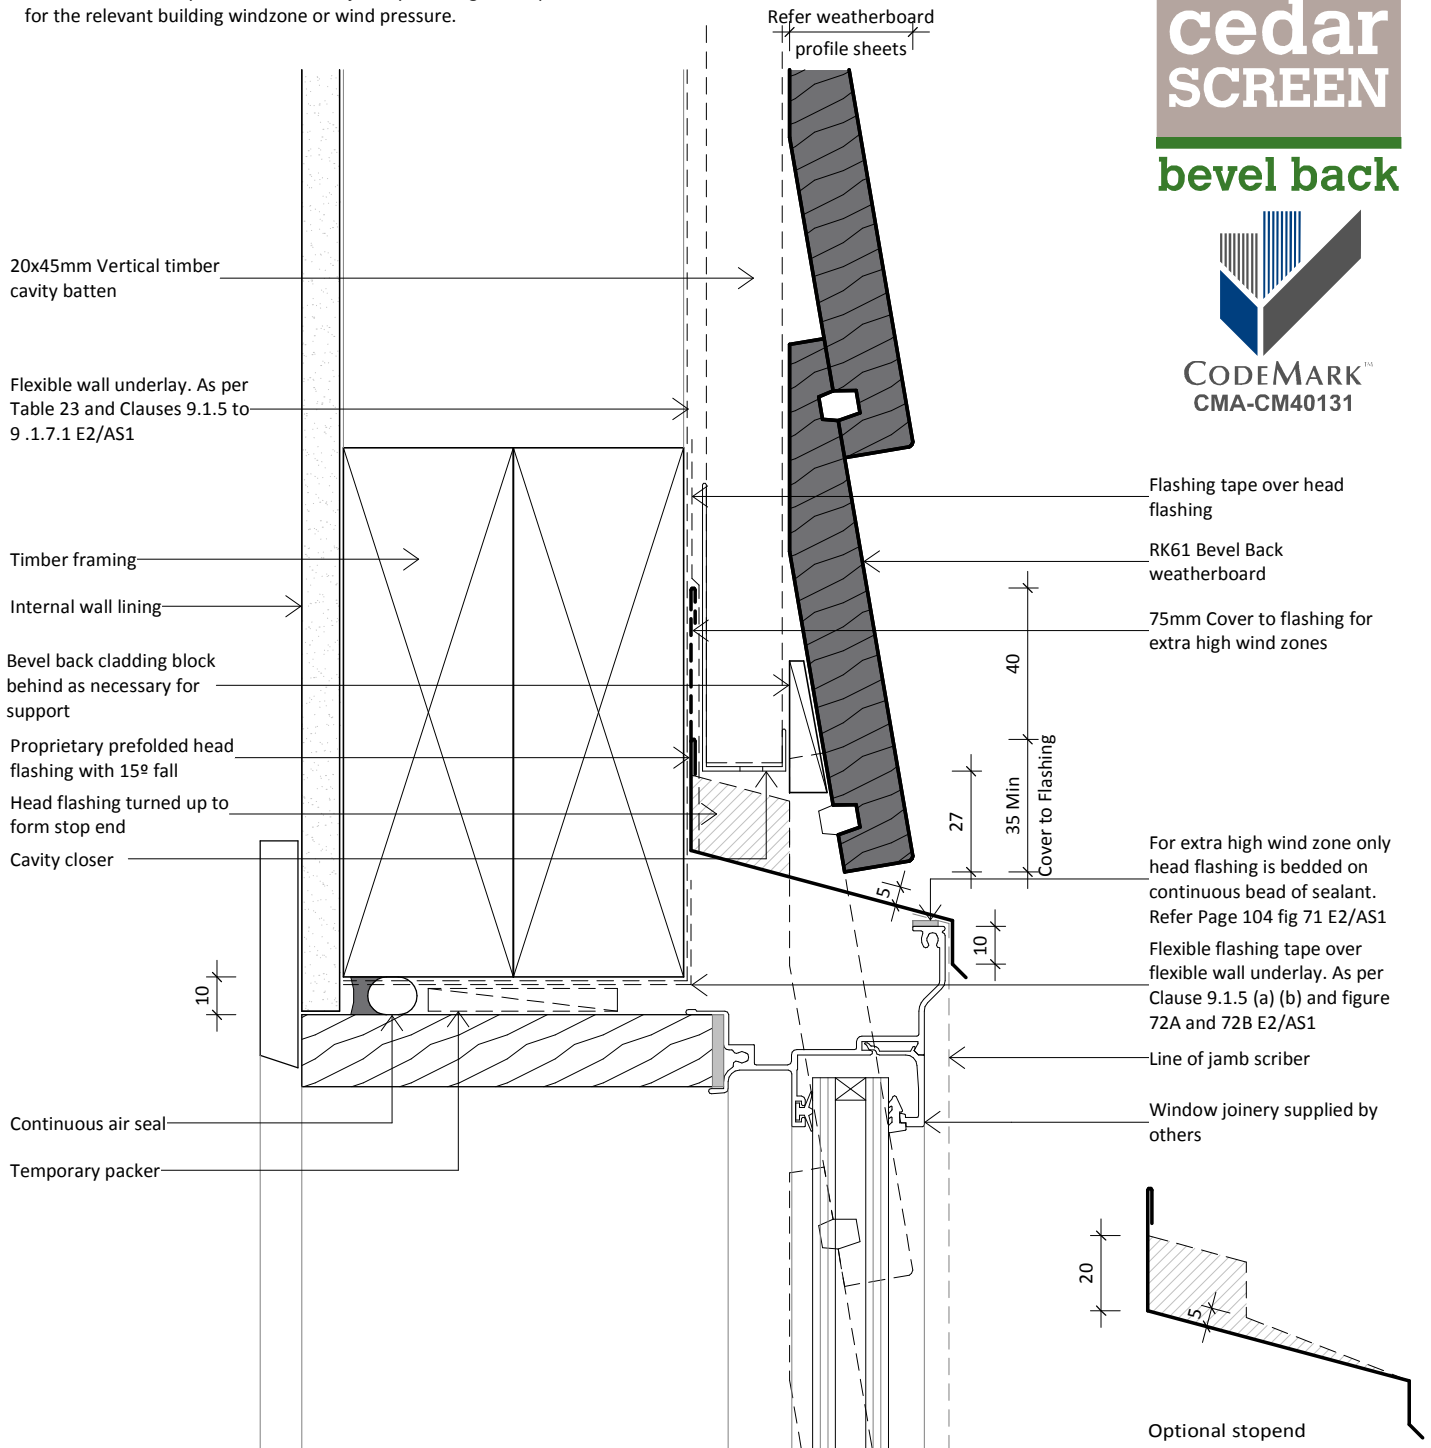 for the relevant building windzone or wind pressure.
Refer weatherboard
profile sheets
cedar
SCREEN
bevel back
CODEMARK™
CMA-CM40131
20x45mm Vertical timber
cavity batten
Flexible wall underlay. As per
Table 23 and Clauses 9.1.5 to
9 .1.7.1 E2/AS1
Timber framing
Internal wall lining
Bevel back cladding block
behind as necessary for
support
Proprietary prefolded head
flashing with 15º fall
Head flashing turned up to
form stop end
Cavity closer
10
Continuous air seal
Temporary packer
Flashing tape over head
flashing
RK61 Bevel Back
weatherboard
75mm Cover to flashing for
extra high wind zones
40
35 Min
Cover to Flashing
27
5
10
For extra high wind zone only
head flashing is bedded on
continuous bead of sealant.
Refer Page 104 fig 71 E2/AS1
Flexible flashing tape over
flexible wall underlay. As per
Clause 9.1.5 (a) (b) and figure
72A and 72B E2/AS1
Line of jamb scriber
Window joinery supplied by
others
20
5
Optional stopend